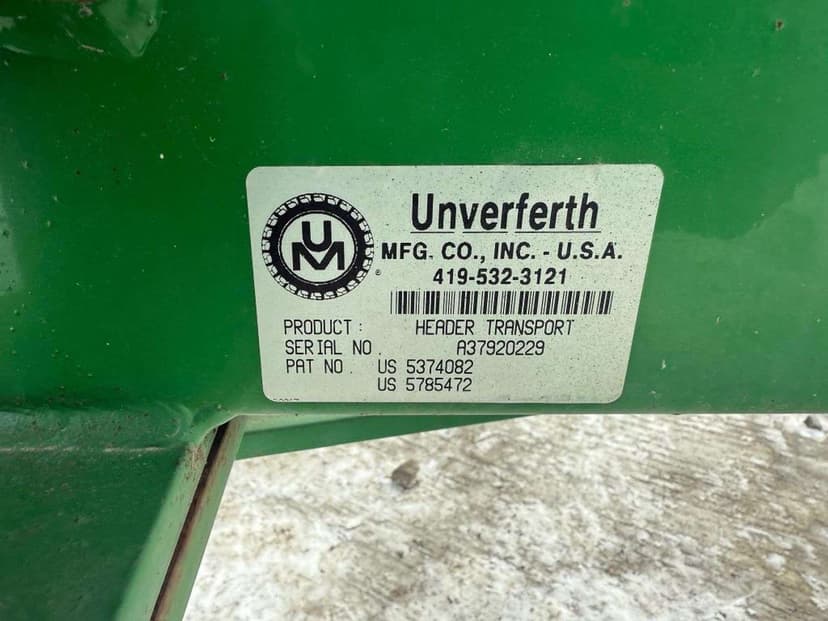 UM
®
Unverferth
MFG. CO., INC. - U.S.A.
419-532-3121
PRODUCT: HEADER TRANSPORT
SERIAL NO. A37920229
PAT NO. US 5374082
US 5785472